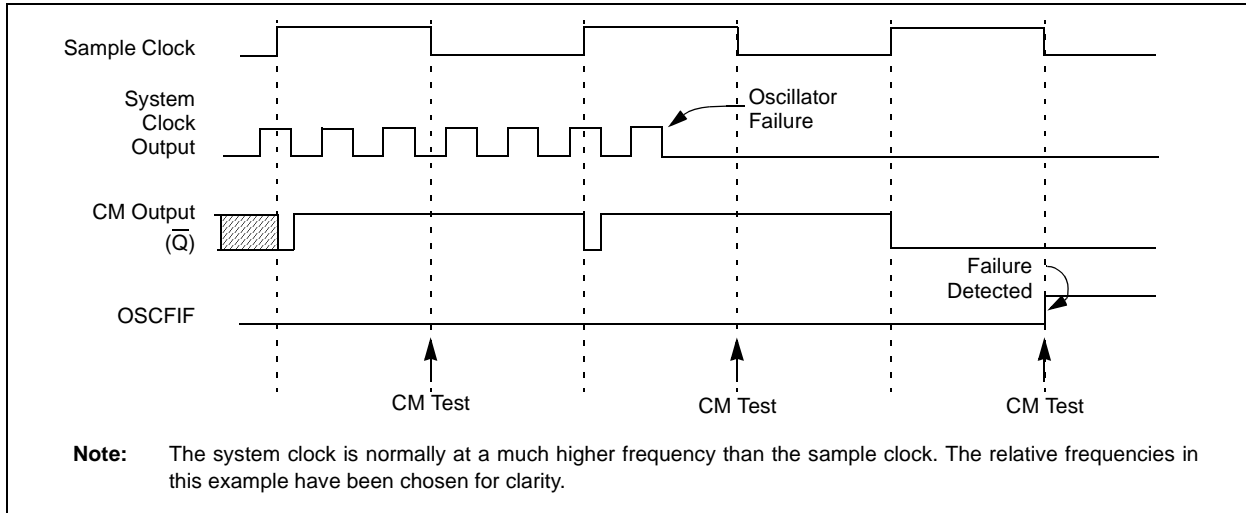 Sample Clock
System
Clock
Output
Oscillator
Failure
CM Output
(Q̅)
Failure
Detected
OSCFIF
CM Test
CM Test
CM Test
Note: The system clock is normally at a much higher frequency than the sample clock. The relative frequencies in
this example have been chosen for clarity.